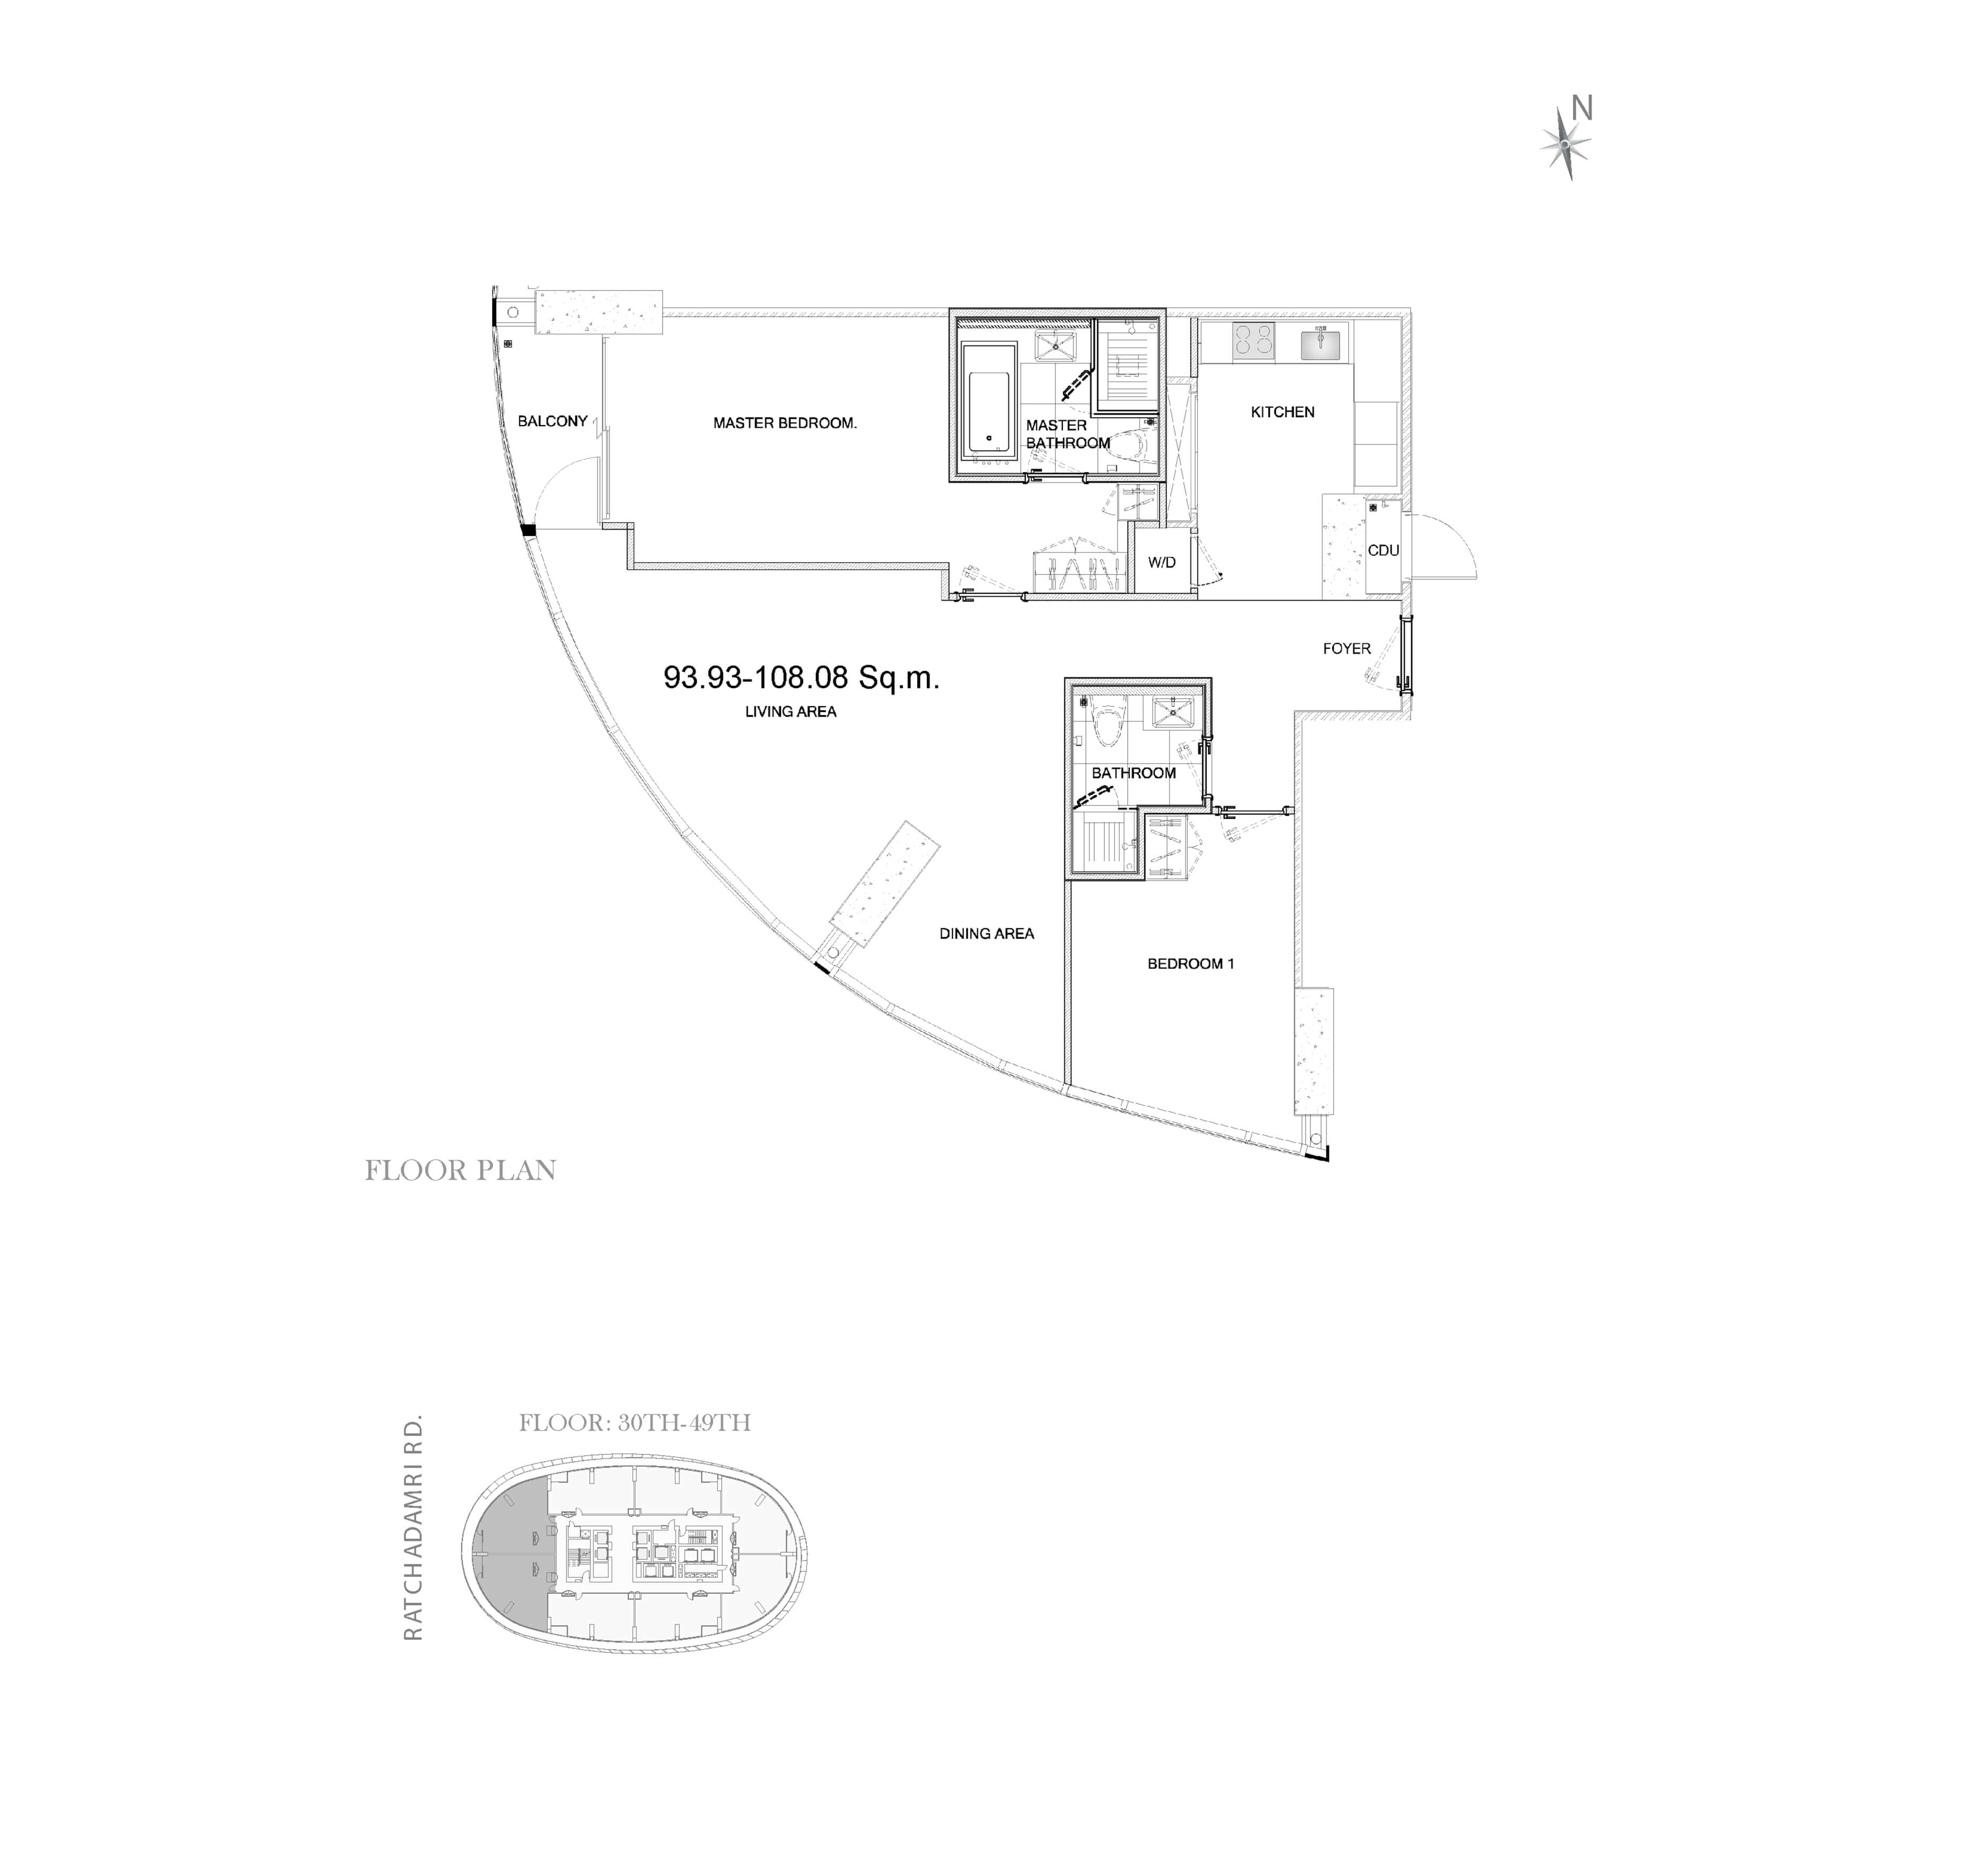 N
KITCHEN
BALCONY
MASTER BEDROOM.
MASTER
BATHROOM
CDU
W/D
FOYER
93.93-108.08 Sq.m.
LIVING AREA
BATHROOM
DINING AREA
BEDROOM 1
FLOOR PLAN
FLOOR: 30TH-49TH
RATCHADAMRI RD.